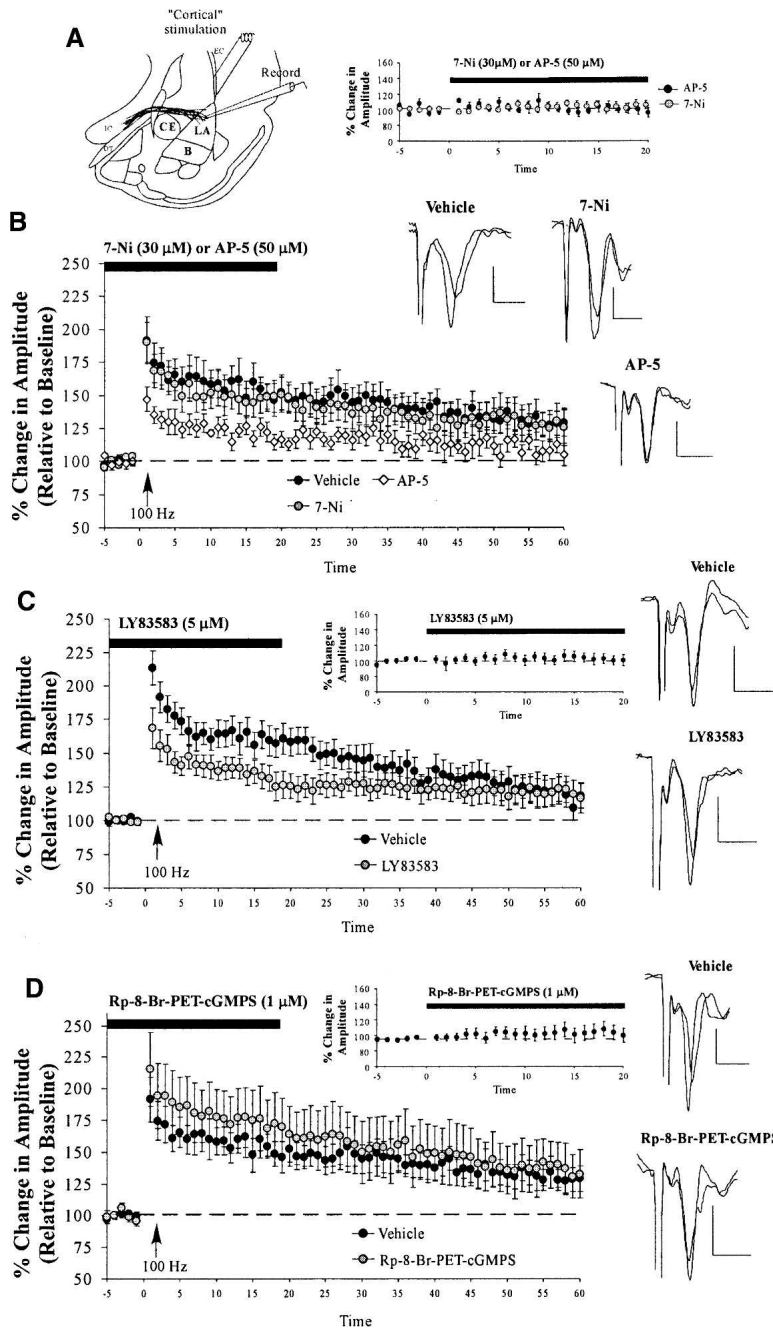 A
"Cortical"
stimulation
EC
Record
IC
OT
CE
LA
B
7-Ni (30μM) or AP-5 (50 μM)
% Change in
Amplitude
160
140
120
100
80
-5 0 5 10 15 20
Time
AP-5
7-Ni
B
7-Ni (30 μM) or AP-5 (50 μM)
% Change in Amplitude
(Relative to Baseline)
250
225
200
175
150
125
100
75
50
100 Hz
Vehicle
AP-5
7-Ni
-5 0 5 10 15 20 25 30 35 40 45 50 55 60
Time
Vehicle
7-Ni
AP-5
C
LY83583 (5 μM)
% Change in Amplitude
(Relative to Baseline)
250
225
200
175
150
125
100
75
50
100 Hz
Vehicle
LY83583
-5 0 5 10 15 20 25 30 35 40 45 50 55 60
Time
LY83583 (5 μM)
% Change in
Amplitude
160
140
120
100
80
0
-5 0 5 10 15 20
Time
Vehicle
LY83583
D
Rp-8-Br-PET-cGMPS (1 μM)
% Change in Amplitude
(Relative to Baseline)
250
225
200
175
150
125
100
75
50
100 Hz
Vehicle
Rp-8-Br-PET-cGMPS
-5 0 5 10 15 20 25 30 35 40 45 50 55 60
Time
Rp-8-Br-PET-cGMPS (1 μM)
% Change in
Amplitude
160
140
120
100
80
0
-5 0 5 10 15 20
Time
Vehicle
Rp-8-Br-PET-cGMPS